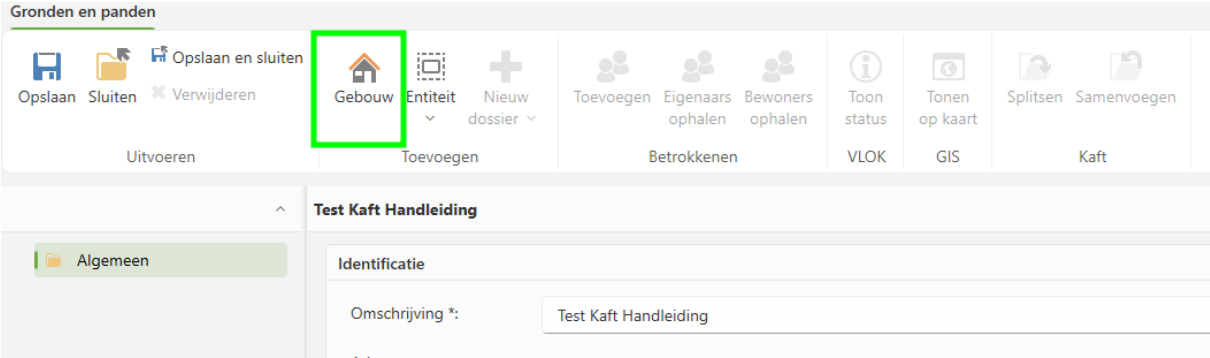 Gronden en panden
Opslaan
Sluiten
Opslaan en sluiten
Verwijderen
Uitvoeren
Gebouw
Entiteit
Nieuw
dossier
Toevoegen
Toevoegen
Eigenaars
ophalen
Bewoners
ophalen
Betrokkenen
Toon
status
VLOK
Tonen
op kaart
GIS
Splitsen
Samenvoegen
Kaft
Test Kaft Handleiding
Algemeen
Identificatie
Omschrijving *:
Test Kaft Handleiding